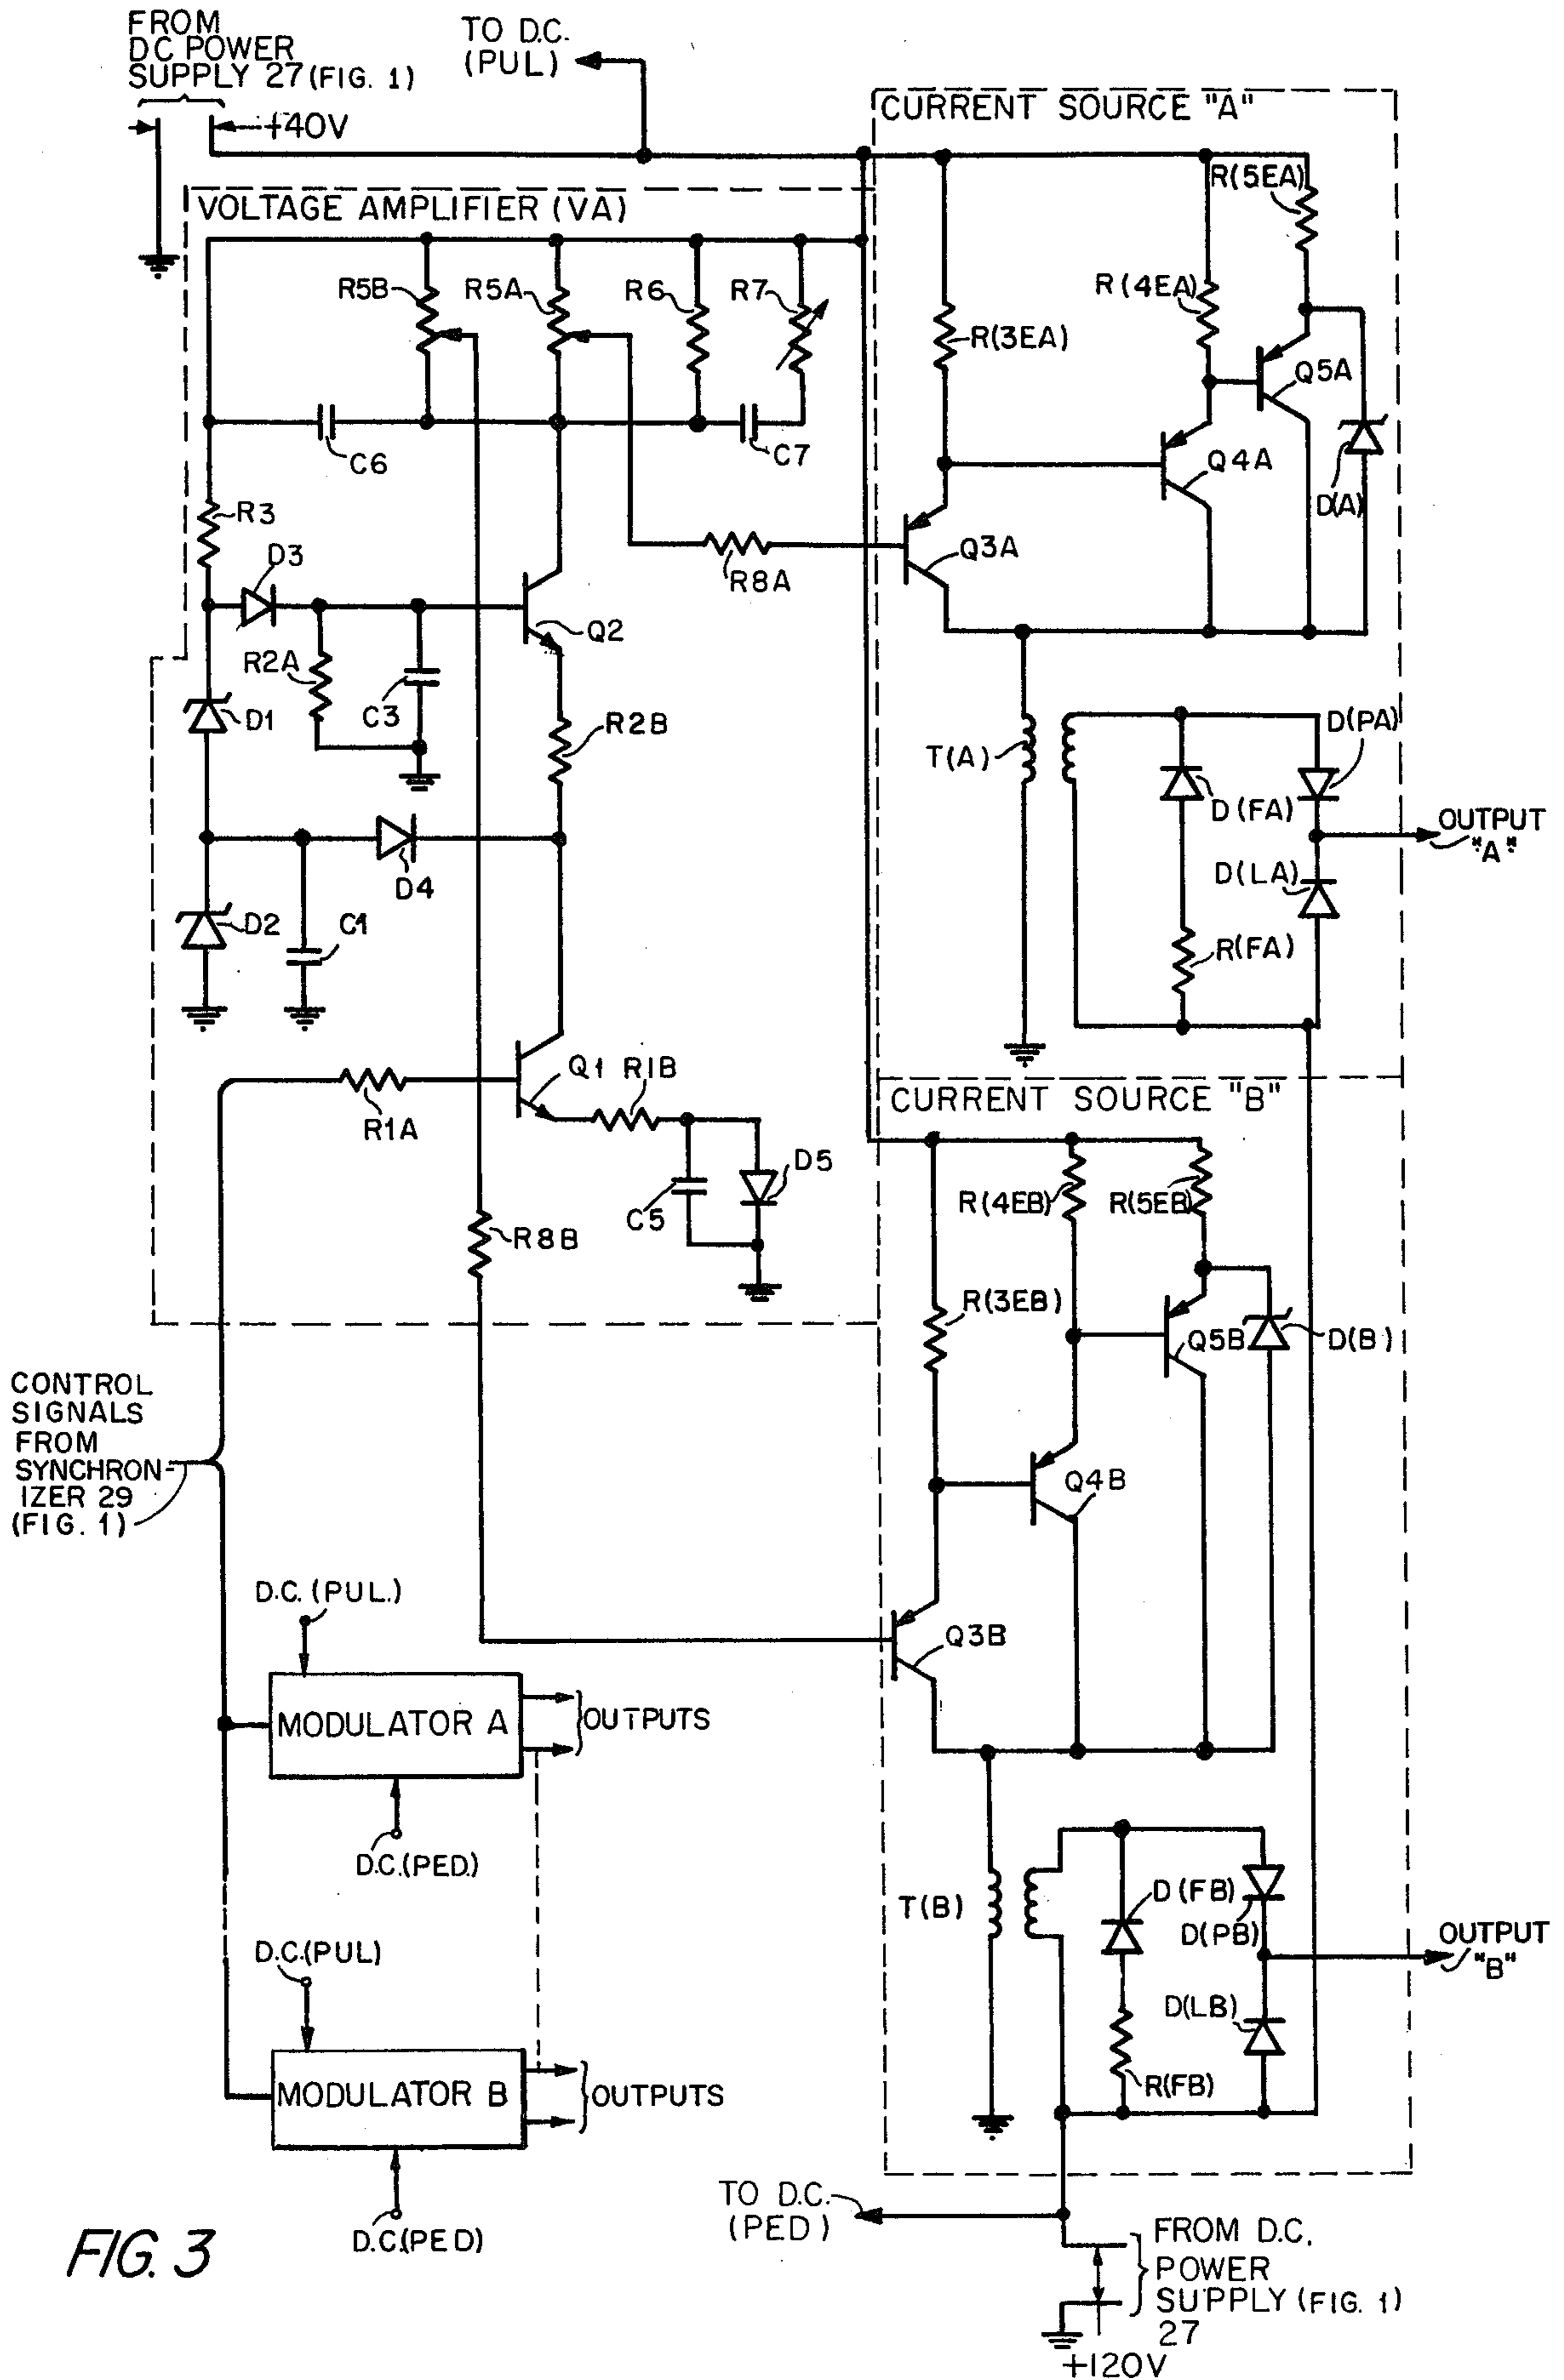 FROM
DC POWER
SUPPLY 27 (FIG. 1)
+40V
TO D.C.
(PUL)
CURRENT SOURCE "A"
R(5EA)
VOLTAGE AMPLIFIER (VA)
R5B
R5A
R6
R7
R(4EA)
R(3EA)
Q5A
C6
C7
Q4A
D(A)
R3
D3
R8A
Q3A
Q2
R2A
C3
D1
R2B
T(A)
D(PA)
D(FA)
OUTPUT
"A"
D4
D(LA)
D2
C1
R(FA)
Q1
R1B
R1A
CURRENT SOURCE "B"
D5
C5
R(4EB)
R(5EB)
R8B
R(3EB)
Q5B
D(B)
CONTROL
SIGNALS
FROM
SYNCHRON-
IZER 29
(FIG. 1)
Q4B
D.C. (PUL.)
Q3B
MODULATOR A
OUTPUTS
D.C.(PED.)
T(B)
D(FB)
D(PB)
OUTPUT
"B"
D.C.(PUL)
D(LB)
R(FB)
MODULATOR B
OUTPUTS
D.C.(PED)
TO D.C.
(PED)
FROM D.C.
POWER
SUPPLY (FIG. 1)
27
+120V
FIG. 3